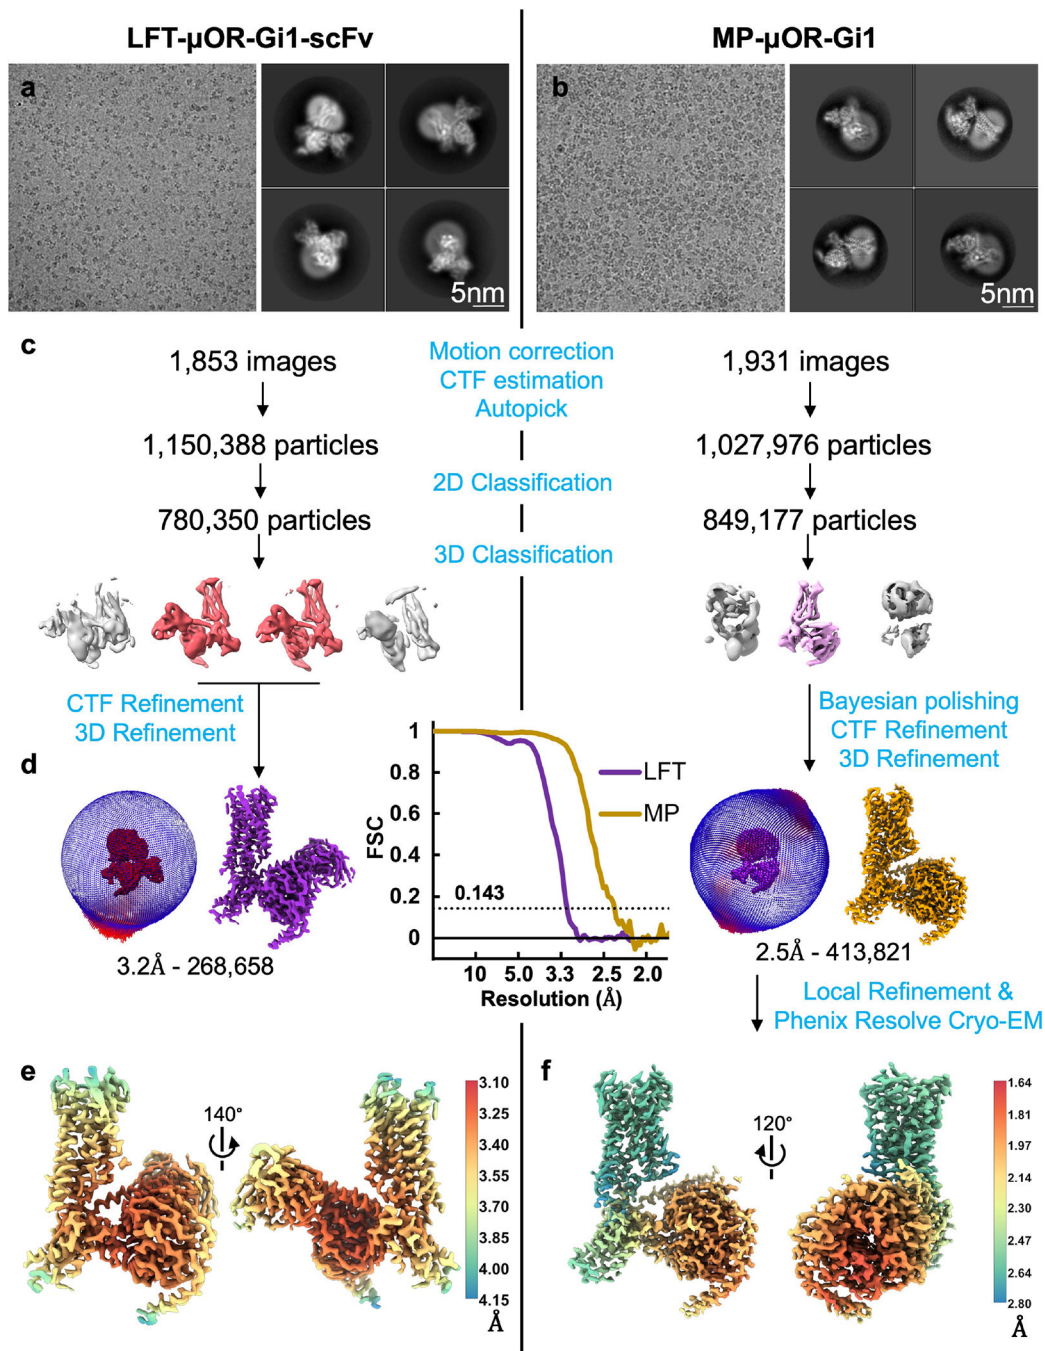 LFT-µOR-Gi1-scFv
MP-µOR-Gi1
a
5nm
b
5nm
c
1,853 images
Motion correction
CTF estimation
Autopick
1,931 images
1,150,388 particles
1,027,976 particles
2D Classification
780,350 particles
849,177 particles
3D Classification
CTF Refinement
3D Refinement
Bayesian polishing
CTF Refinement
3D Refinement
d
3.2Å - 268,658
1
0.8
0.6
0.4
0.2
0
FSC
LFT
MP
0.143
10 5.0 3.3 2.5 2.0
Resolution (Å)
2.5Å - 413,821
Local Refinement &
Phenix Resolve Cryo-EM
e
140°
3.10
3.25
3.40
3.55
3.70
3.85
4.00
4.15
Å
f
120°
1.64
1.81
1.97
2.14
2.30
2.47
2.64
2.80
Å